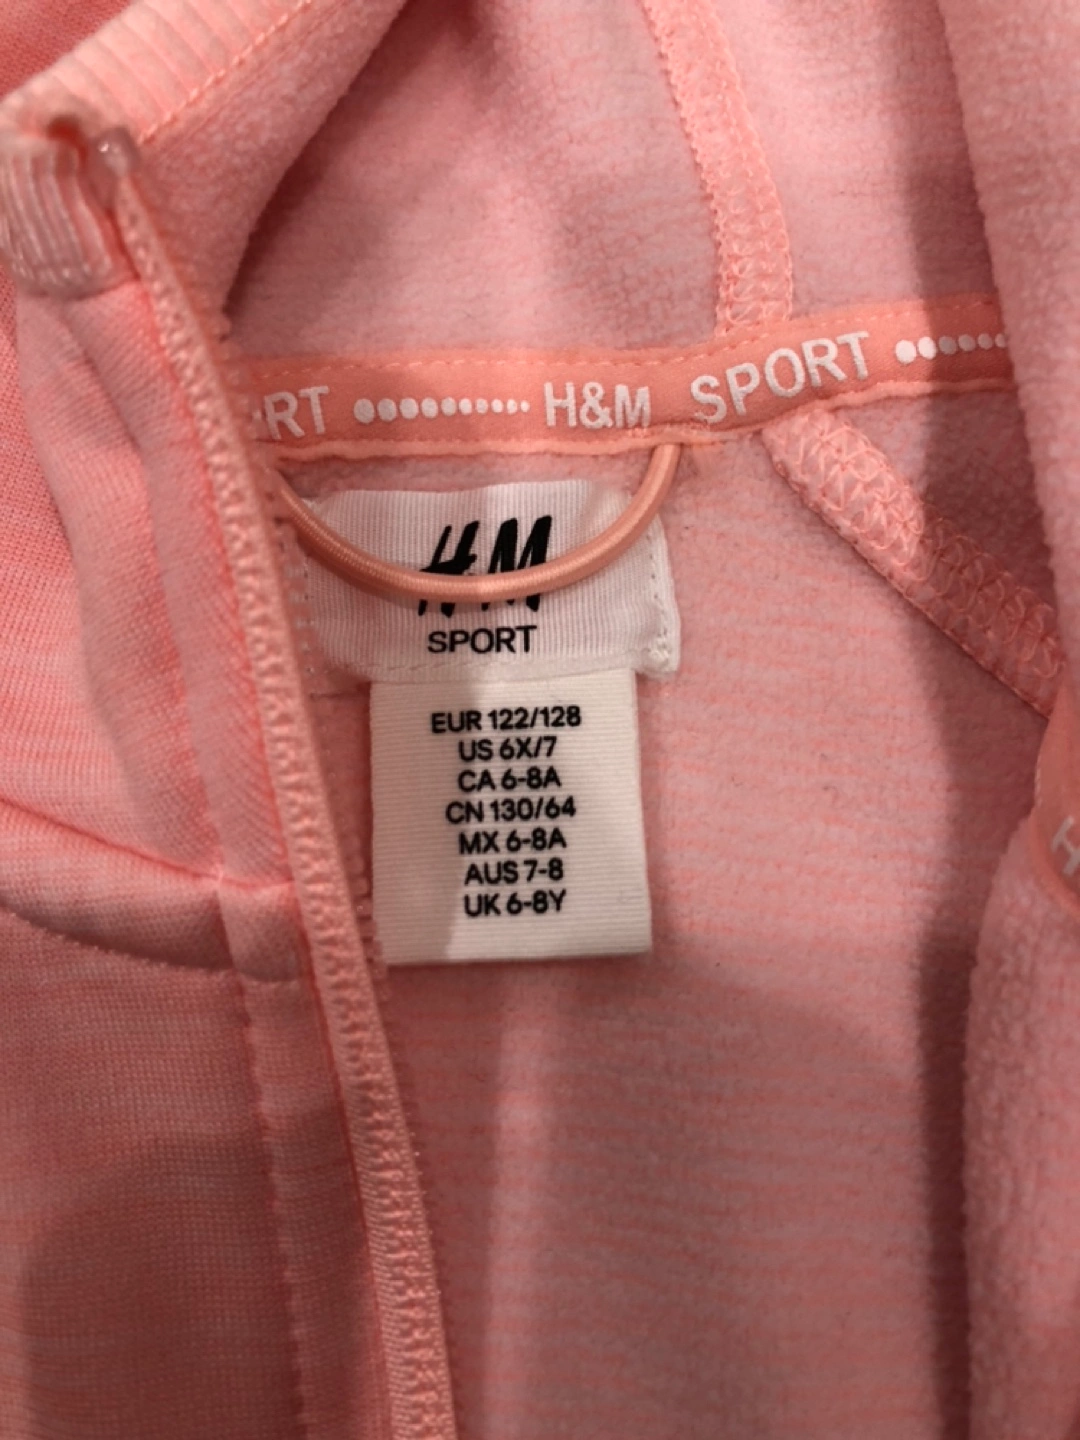 RT ●●●●●●●●●●●● H&M SPORT ●●●●●●●
H&M
SPORT
EUR 122/128
US 6X/7
CA 6-8A
CN 130/64
MX 6-8A
AUS 7-8
UK 6-8Y
H